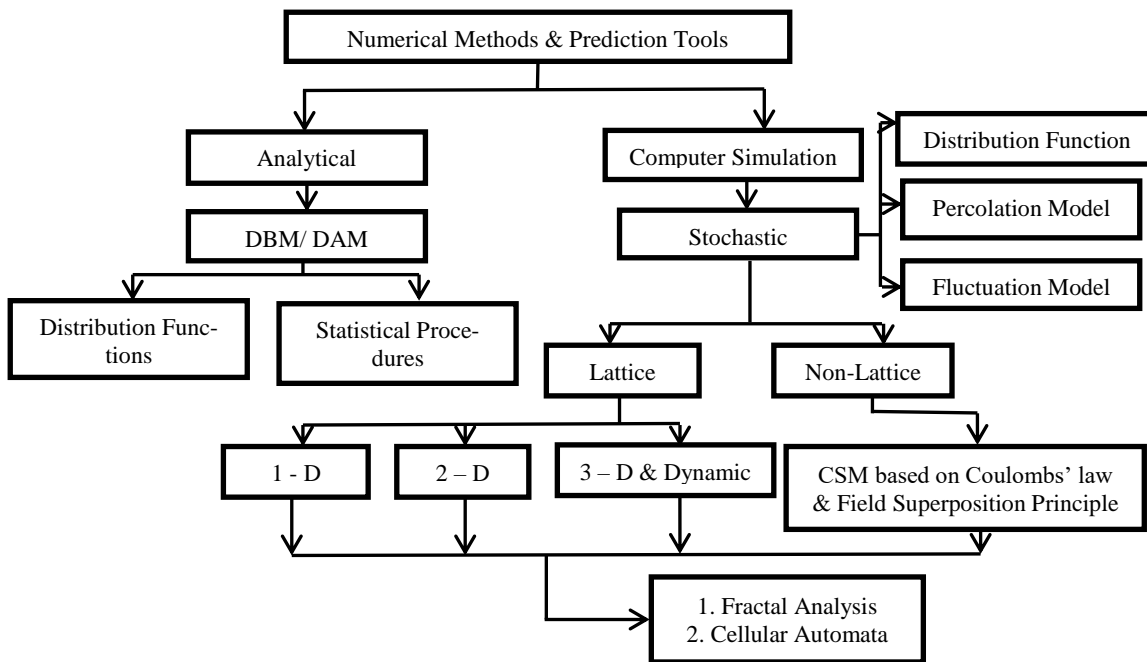 Numerical Methods & Prediction Tools
Analytical
Computer Simulation
Distribution Function
DBM/ DAM
Stochastic
Percolation Model
Fluctuation Model
Distribution Func-
tions
Statistical Proce-
dures
Lattice
Non-Lattice
1 - D
2 – D
3 – D & Dynamic
CSM based on Coulombs’ law
& Field Superposition Principle
1. Fractal Analysis
2. Cellular Automata